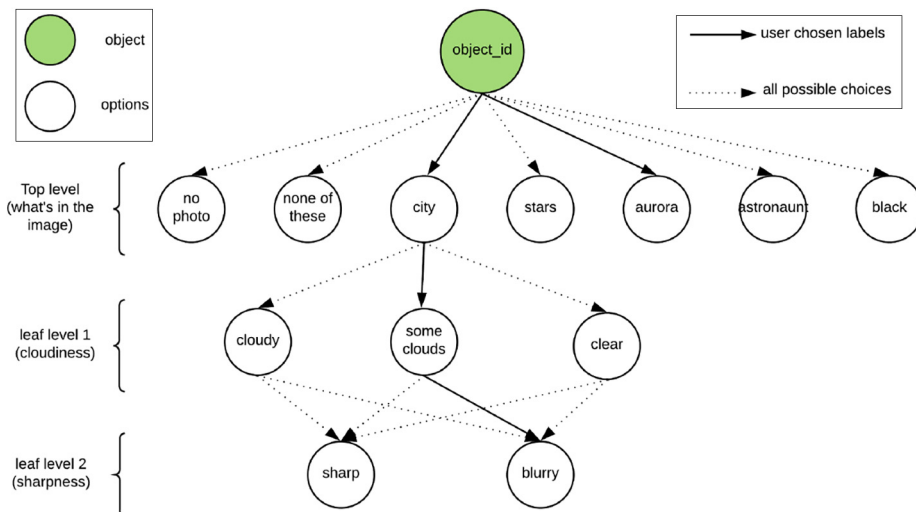 object
options
object_id
user chosen labels
all possible choices
Top level
(what's in the
image)
no
photo
none of
these
city
stars
aurora
astronaunt
black
leaf level 1
(cloudiness)
cloudy
some
clouds
clear
leaf level 2
(sharpness)
sharp
blurry